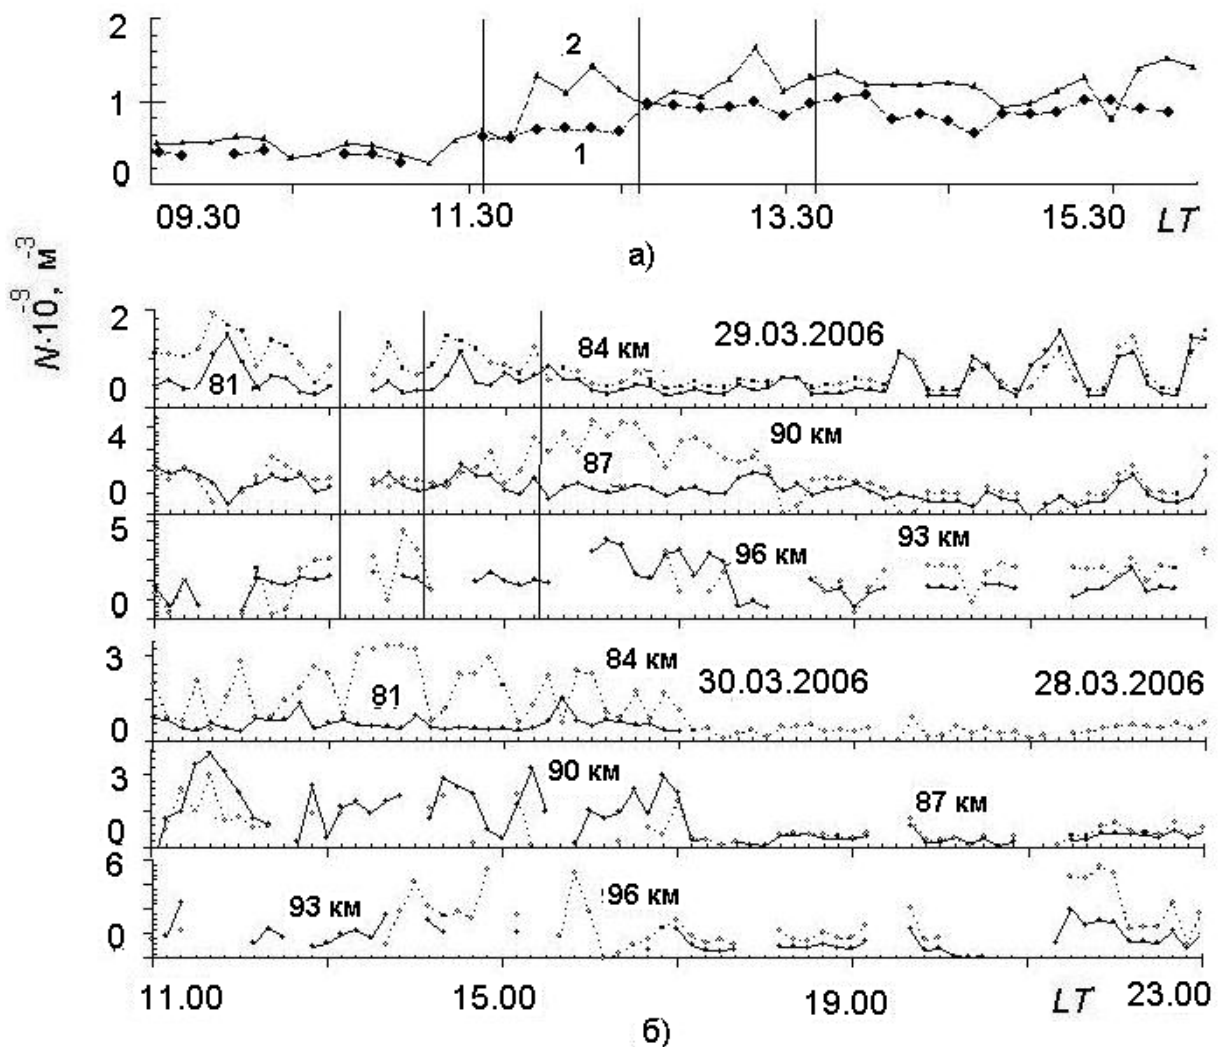 2
2
1
1
0
09.30 11.30 13.30 15.30 LT
а)
N·10⁻⁹, м⁻³
2 29.03.2006
84 км
0 81
4 90 км
87
0
5 93 км
96 км
0
3 84 км
81 30.03.2006 28.03.2006
0
3 90 км
87 км
0
6
93 км 96 км
0
11.00 15.00 19.00 LT 23.00
б)